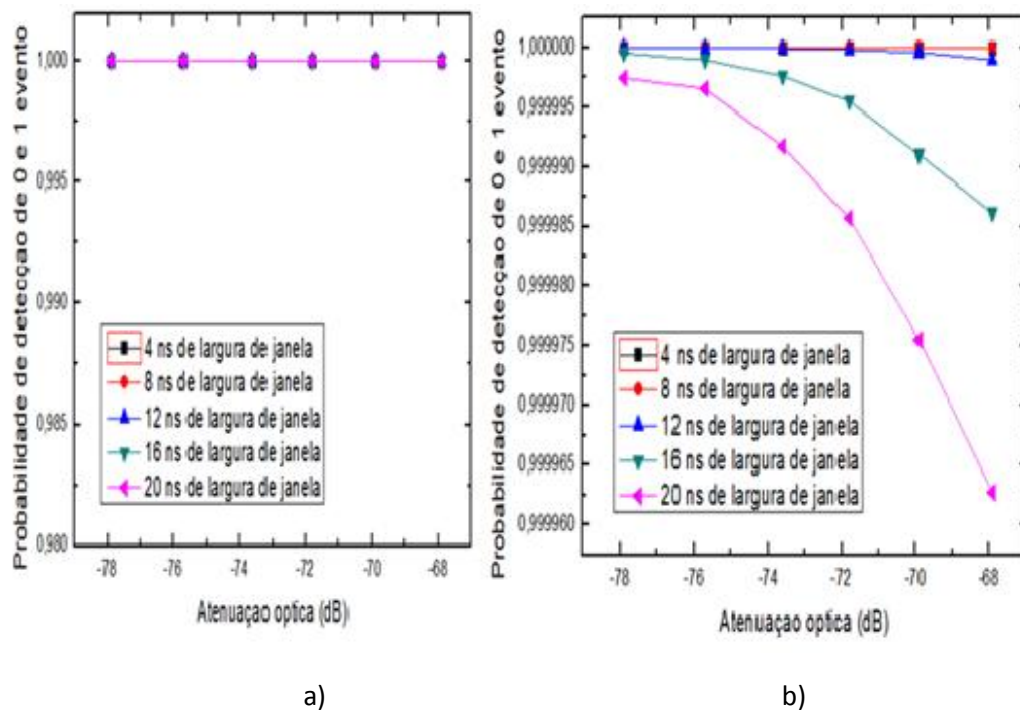 Probabilidade de detecçao de 0 e 1 evento
1,000
0,995
0,990
0,985
0,980
4 ns de largura de janela
8 ns de largura de janela
12 ns de largura de janela
16 ns de largura de janela
20 ns de largura de janela
-78 -76 -74 -72 -70 -68
Atenuaçao optica (dB)
a)
Probabilidade de detecçao de 0 e 1 evento
1,000000
0,999995
0,999990
0,999985
0,999980
0,999975
0,999970
0,999965
0,999960
4 ns de largura de janela
8 ns de largura de janela
12 ns de largura de janela
16 ns de largura de janela
20 ns de largura de janela
-78 -76 -74 -72 -70 -68
Atenuaçao optica (dB)
b)